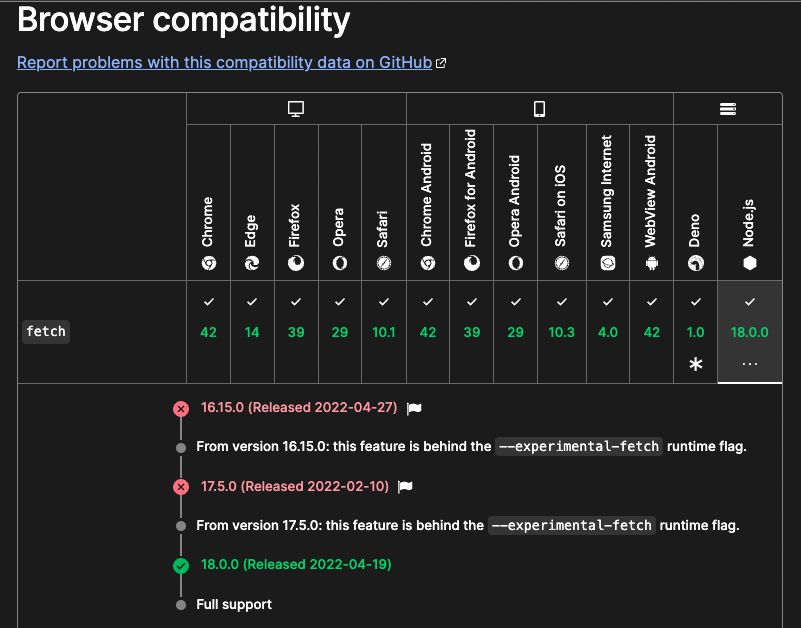 Browser compatibility
Report problems with this compatibility data on GitHub
Chrome
Edge
Firefox
Opera
Safari
Chrome Android
Firefox for Android
Opera Android
Safari on iOS
Samsung Internet
WebView Android
Deno
Node.js
fetch
✓ ✓ ✓ ✓ ✓ ✓ ✓ ✓ ✓ ✓ ✓ ✓ ✓
42 14 39 29 10.1 42 39 29 10.3 4.0 42 1.0 18.0.0
* ...
16.15.0 (Released 2022-04-27)
From version 16.15.0: this feature is behind the --experimental-fetch runtime flag.
17.5.0 (Released 2022-02-10)
From version 17.5.0: this feature is behind the --experimental-fetch runtime flag.
18.0.0 (Released 2022-04-19)
Full support